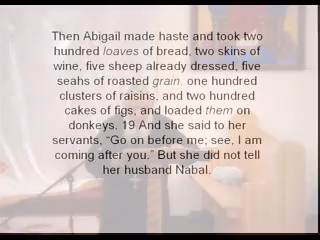 Then Abigail made haste and took two
hundred loaves of bread, two skins of
wine, five sheep already dressed, five
seahs of roasted grain, one hundred
clusters of raisins, and two hundred
cakes of figs, and loaded them on
donkeys. 19 And she said to her
servants, “Go on before me; see, I am
coming after you.” But she did not tell
her husband Nabal.